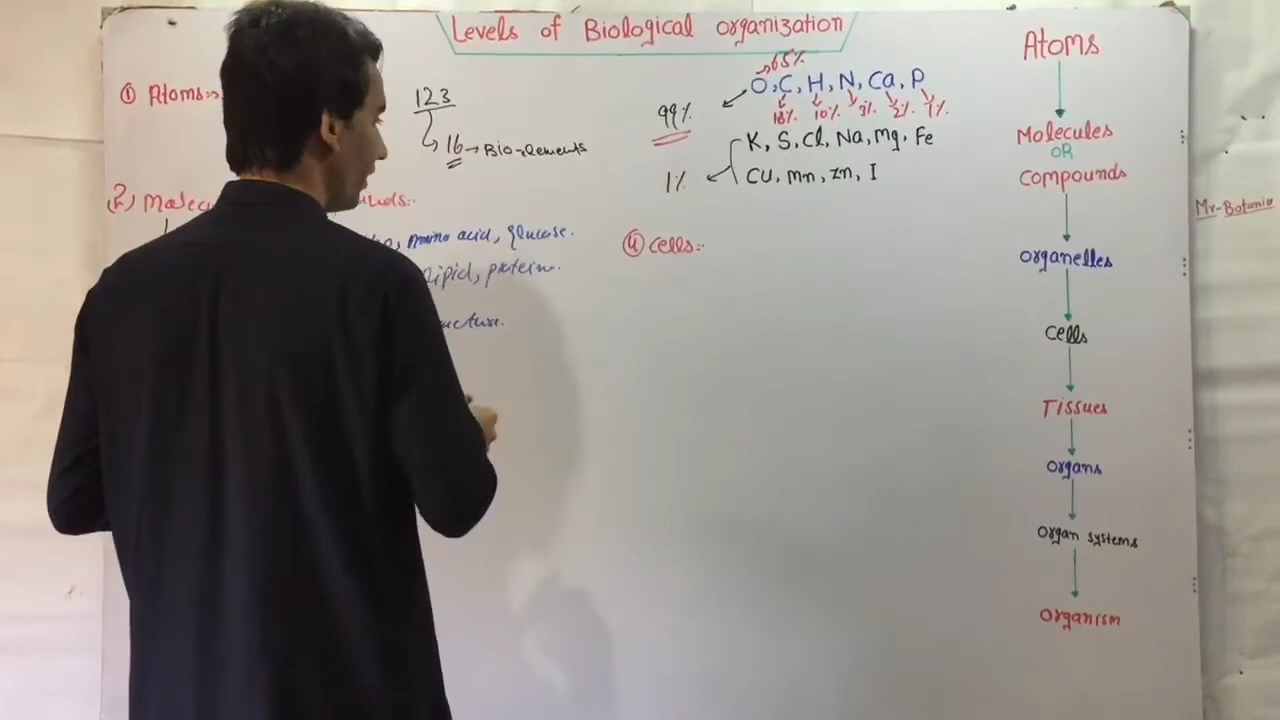 Levels of Biological organization
① Atoms:-
123
16 → Bio-elements
→65%
O, C, H, N, Ca, P
99%
18% 10% 3% 2% 1%
K, S, Cl, Na, Mg, Fe
1%
Cu, Mn, Zn, I
(2) Molecu
amino acid, glucose.
lipid, protein.
ucture.
④ Cells:-
Atoms
Molecules
OR
Compounds
Organelles
Cells
Tissues
Organs
Organ systems
Organism
Mr-Botanic